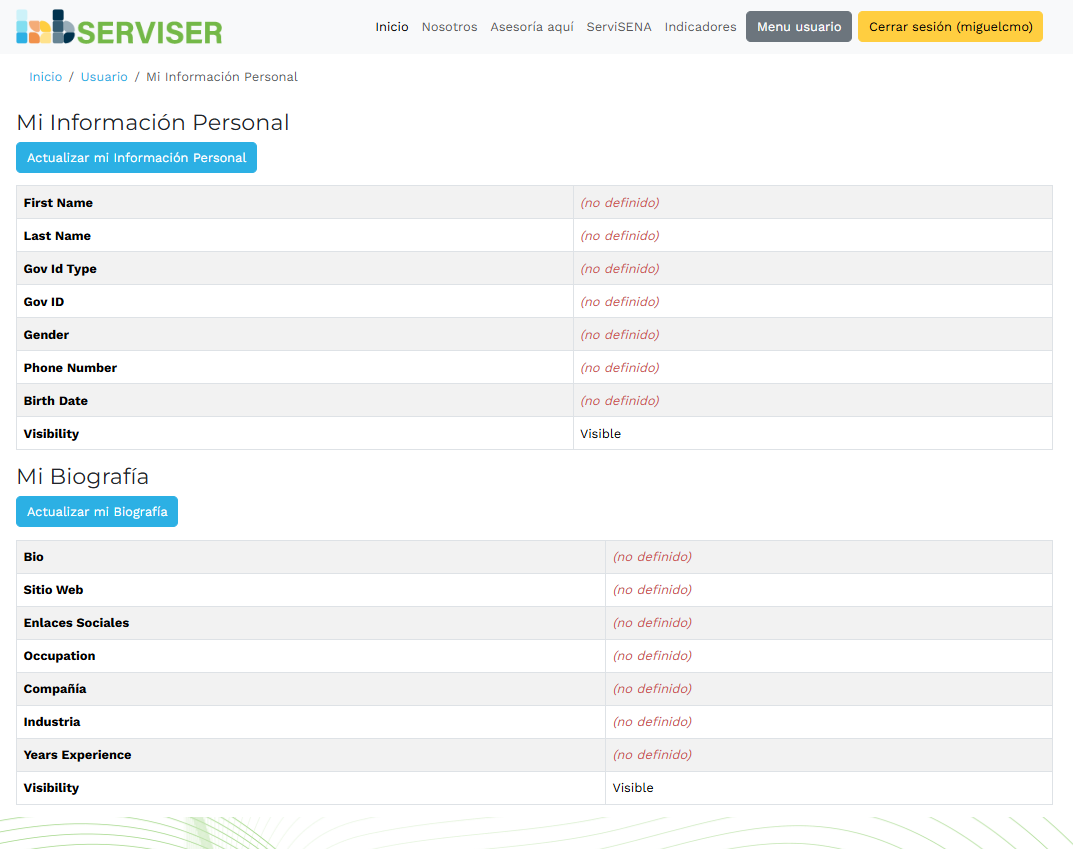 SERVISER
Inicio Nosotros Asesoría aquí ServiSENA Indicadores Menu usuario Cerrar sesión (miguelcmo)
Inicio / Usuario / Mi Información Personal
Mi Información Personal
Actualizar mi Información Personal
First Name (no definido)
Last Name (no definido)
Gov Id Type (no definido)
Gov ID (no definido)
Gender (no definido)
Phone Number (no definido)
Birth Date (no definido)
Visibility Visible
Mi Biografía
Actualizar mi Biografía
Bio (no definido)
Sitio Web (no definido)
Enlaces Sociales (no definido)
Occupation (no definido)
Compañía (no definido)
Industria (no definido)
Years Experience (no definido)
Visibility Visible